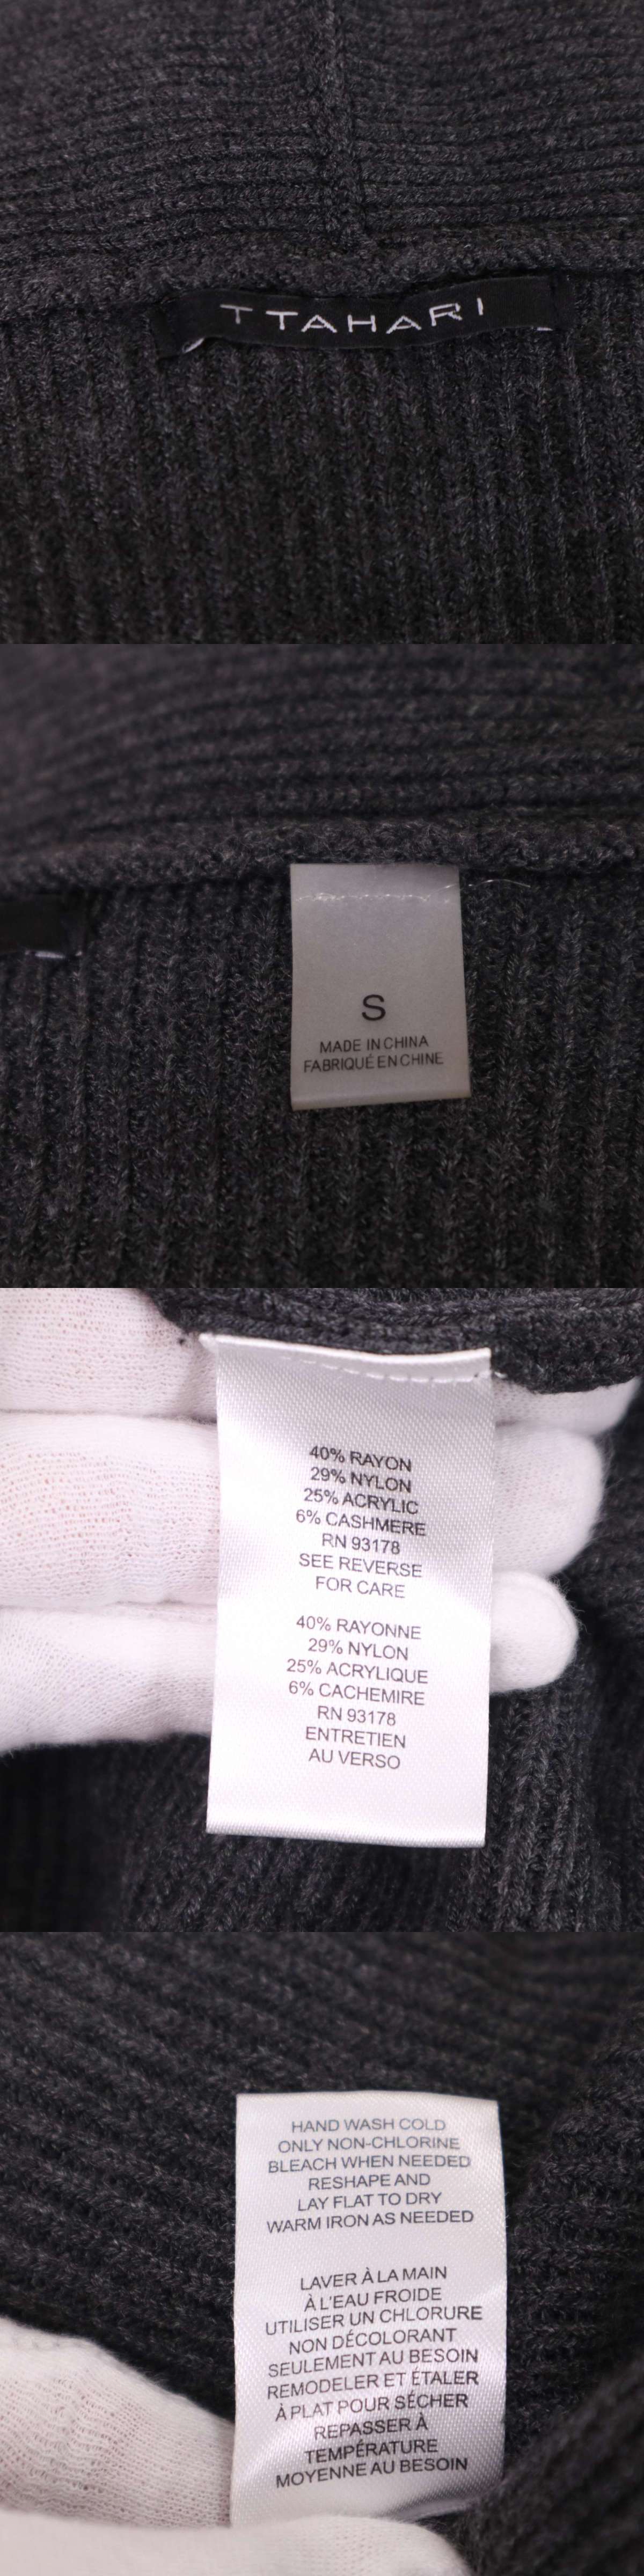 T TAHARI
S
MADE IN CHINA
FABRIQUÉ EN CHINE
40% RAYON
29% NYLON
25% ACRYLIC
6% CASHMERE
RN 93178
SEE REVERSE
FOR CARE
40% RAYONNE
29% NYLON
25% ACRYLIQUE
6% CACHEMIRE
RN 93178
ENTRETIEN
AU VERSO
HAND WASH COLD
ONLY NON-CHLORINE
BLEACH WHEN NEEDED
RESHAPE AND
LAY FLAT TO DRY
WARM IRON AS NEEDED
LAVER À LA MAIN
À L'EAU FROIDE
UTILISER UN CHLORURE
NON DÉCOLORANT
SEULEMENT AU BESOIN
REMODELER ET ÉTALER
À PLAT POUR SÉCHER
REPASSER À
TEMPÉRATURE
MOYENNE AU BESOIN